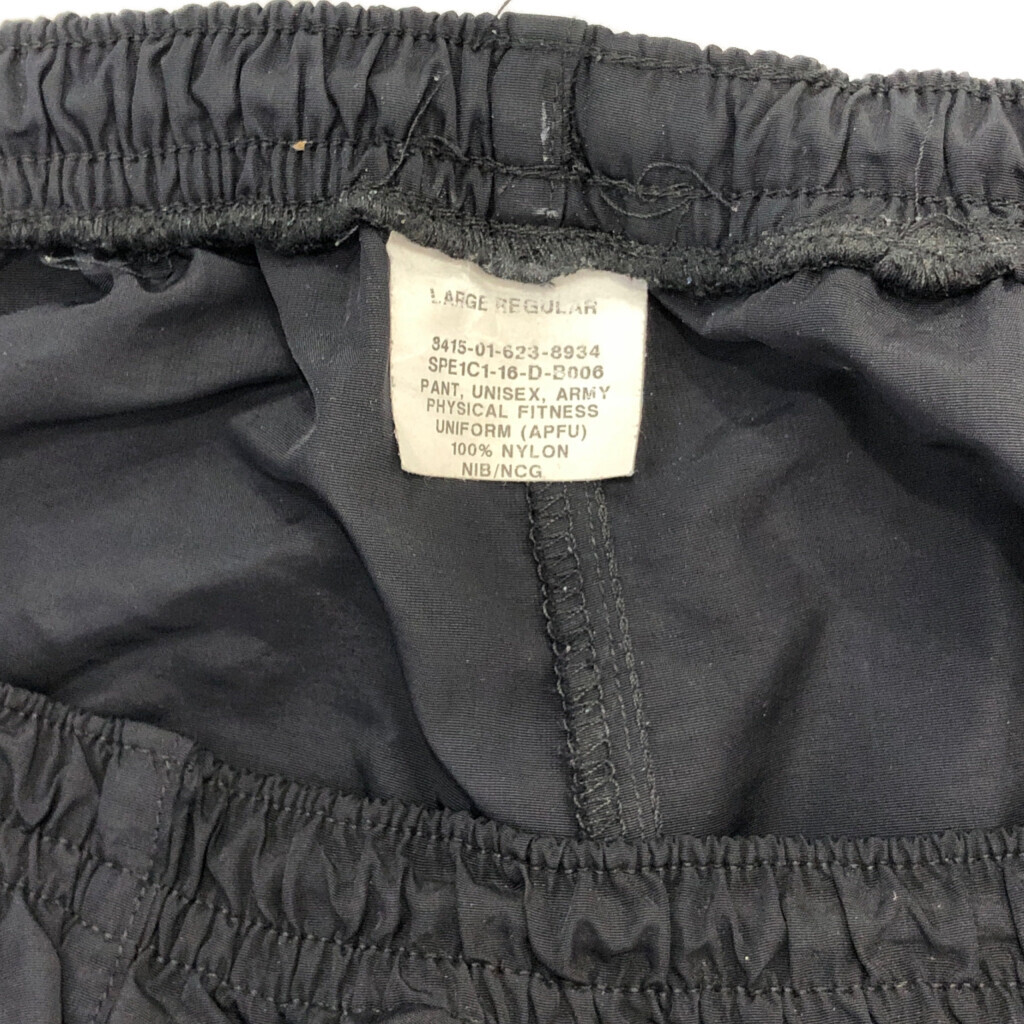 LARGE REGULAR
8415-01-623-8934
SPE1C1-16-D-B006
PANT, UNISEX, ARMY
PHYSICAL FITNESS
UNIFORM (APFU)
100% NYLON
NIB/NCG